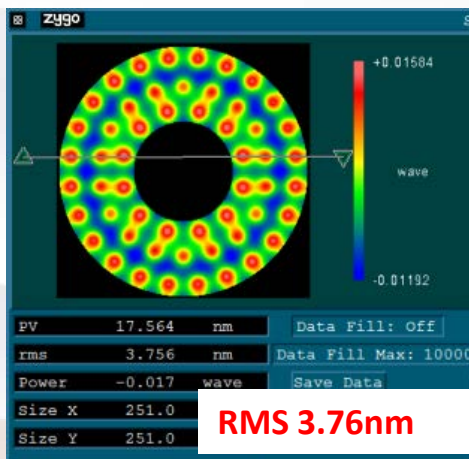 zygo
+0.01584
wave
-0.01192
PV 17.564 nm Data Fill: Off
rms 3.756 nm Data Fill Max: 10000
Power -0.017 wave Save Data
Size X 251.0
Size Y 251.0
RMS 3.76nm